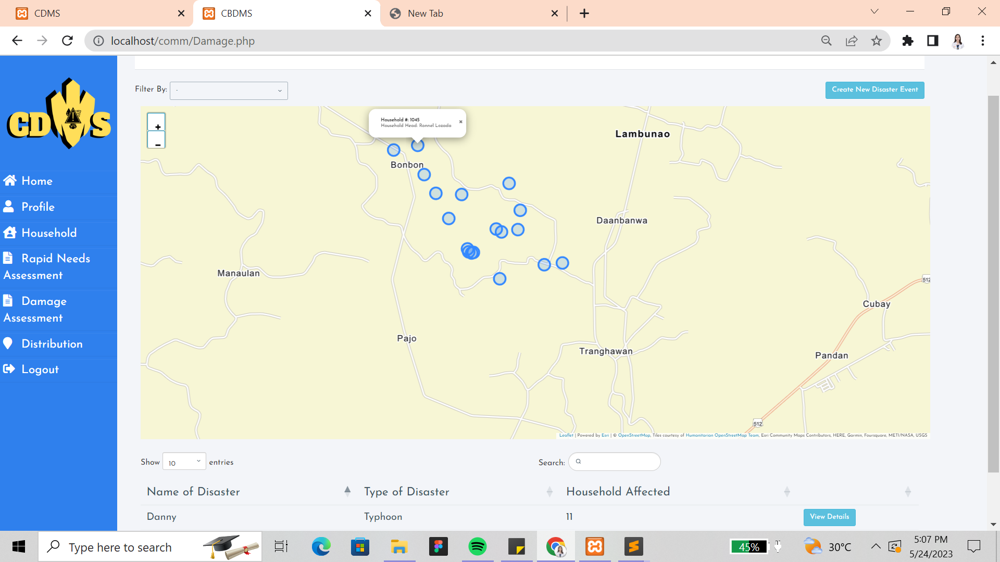 CDMS
CBDMS
New Tab
localhost/comm/Damage.php
CDMS
Home
Profile
Household
Rapid Needs
Assessment
Damage
Assessment
Distribution
Logout
Filter By: -
Create New Disaster Event
+
-
Household #: 1045
Household Head: Ronnel Lozada
Lambunao
Bonbon
Daanbanwa
Manaulan
512
Cubay
Pajo
Tranghawan
Pandan
512
Leaflet | Powered by Esri | © OpenStreetMap, Tiles courtesy of Humanitarian OpenStreetMap Team, Esri Community Maps Contributors, HERE, Garmin, Foursquare, METI/NASA, USGS
Show 10 entries
Search:
Name of Disaster Type of Disaster Household Affected
Danny Typhoon 11 View Details
Type here to search
45%
30°C
5:07 PM
5/24/2023